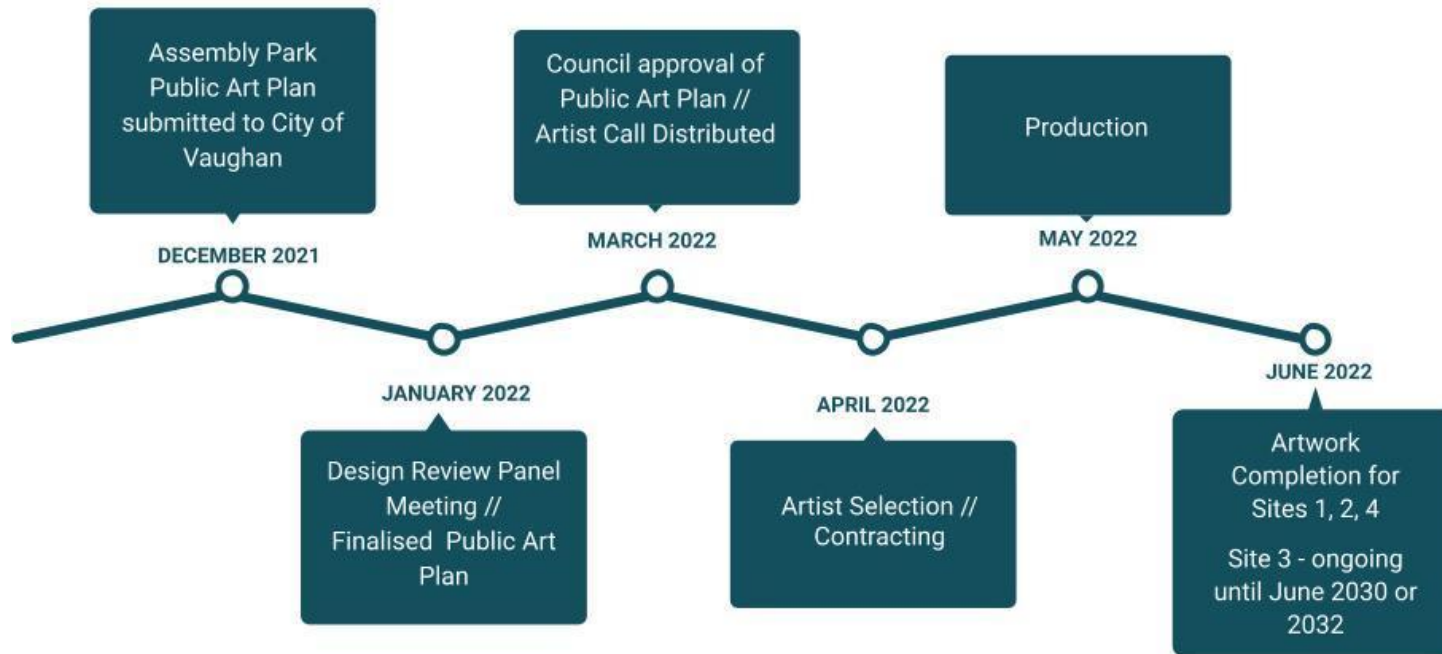 Assembly Park
Public Art Plan
submitted to City of
Vaughan
DECEMBER 2021
JANUARY 2022
Design Review Panel
Meeting //
Finalised  Public Art
Plan
Council approval of
Public Art Plan //
Artist Call Distributed
MARCH 2022
APRIL 2022
Artist Selection //
Contracting
Production
MAY 2022
JUNE 2022
Artwork
Completion for
Sites 1, 2, 4
Site 3 - ongoing
until June 2030 or
2032